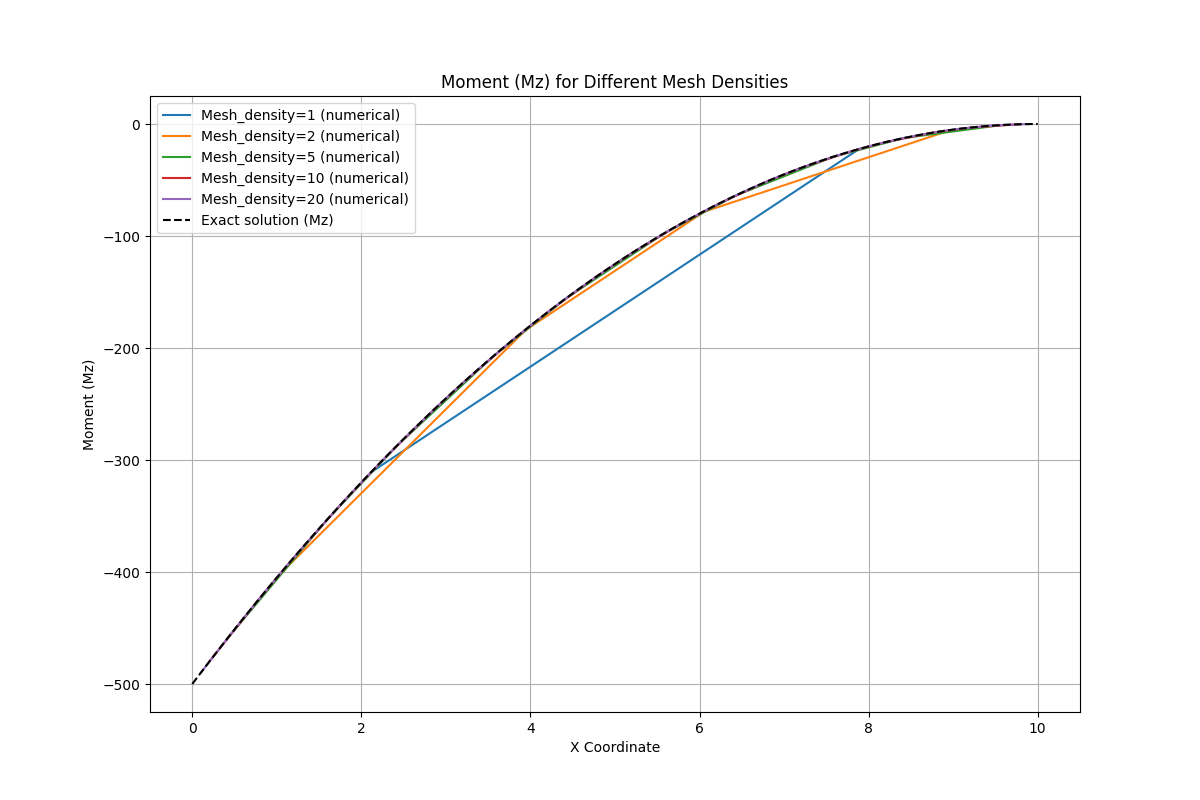 Moment (Mz) for Different Mesh Densities
Mesh_density=1 (numerical)
Mesh_density=2 (numerical)
Mesh_density=5 (numerical)
Mesh_density=10 (numerical)
Mesh_density=20 (numerical)
Exact solution (Mz)
0
−100
−200
−300
−400
−500
Moment (Mz)
0 2 4 6 8 10
X Coordinate